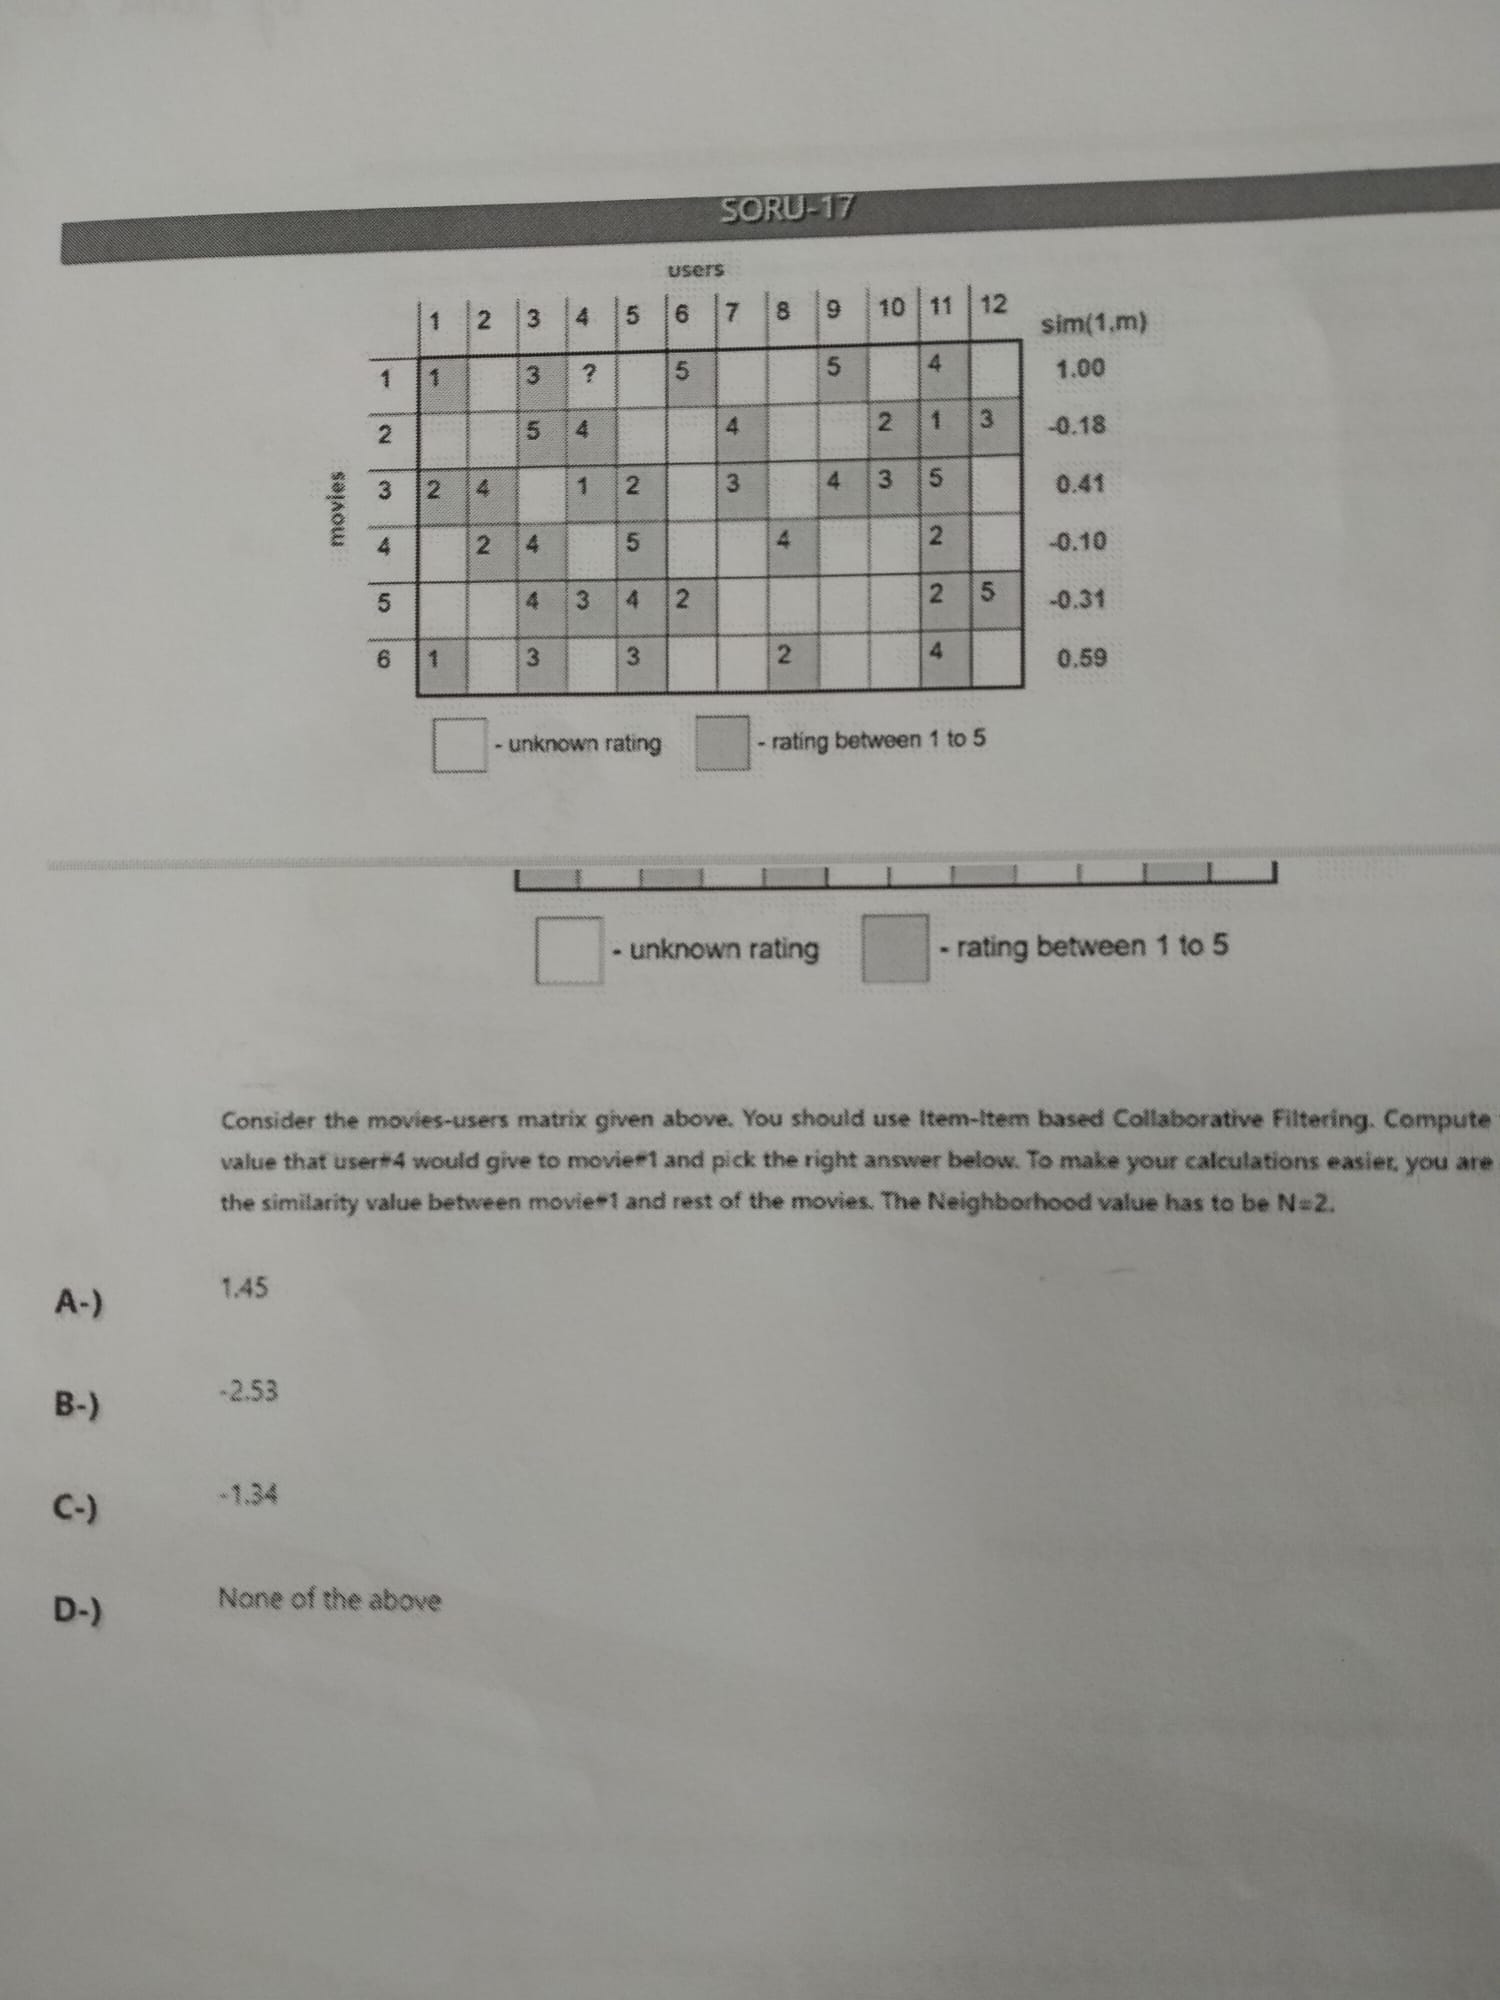 SORU-17
users
1 2 3 4 5 6 7 8 9 10 11 12 sim(1,m)
1 1 3 ? 5 5 4 1.00
2 5 4 4 2 1 3 -0.18
movies
3 2 4 1 2 3 4 3 5 0.41
4 2 4 5 4 2 -0.10
5 4 3 4 2 2 5 -0.31
6 1 3 3 2 4 0.59
- unknown rating - rating between 1 to 5
- unknown rating - rating between 1 to 5
Consider the movies-users matrix given above. You should use Item-Item based Collaborative Filtering. Compute
value that user#4 would give to movie#1 and pick the right answer below. To make your calculations easier, you are
the similarity value between movie#1 and rest of the movies. The Neighborhood value has to be N=2.
A-) 1.45
B-) -2.53
C-) -1.34
D-) None of the above